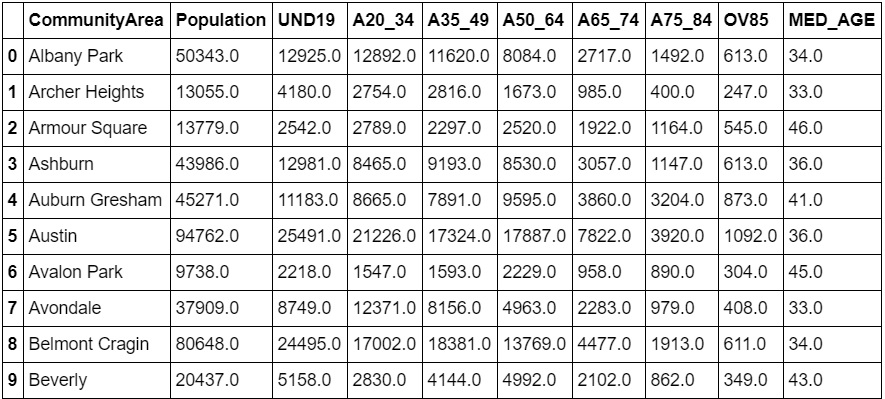 CommunityArea Population UND19 A20_34 A35_49 A50_64 A65_74 A75_84 OV85 MED_AGE
0 Albany Park 50343.0 12925.0 12892.0 11620.0 8084.0 2717.0 1492.0 613.0 34.0
1 Archer Heights 13055.0 4180.0 2754.0 2816.0 1673.0 985.0 400.0 247.0 33.0
2 Armour Square 13779.0 2542.0 2789.0 2297.0 2520.0 1922.0 1164.0 545.0 46.0
3 Ashburn 43986.0 12981.0 8465.0 9193.0 8530.0 3057.0 1147.0 613.0 36.0
4 Auburn Gresham 45271.0 11183.0 8665.0 7891.0 9595.0 3860.0 3204.0 873.0 41.0
5 Austin 94762.0 25491.0 21226.0 17324.0 17887.0 7822.0 3920.0 1092.0 36.0
6 Avalon Park 9738.0 2218.0 1547.0 1593.0 2229.0 958.0 890.0 304.0 45.0
7 Avondale 37909.0 8749.0 12371.0 8156.0 4963.0 2283.0 979.0 408.0 33.0
8 Belmont Cragin 80648.0 24495.0 17002.0 18381.0 13769.0 4477.0 1913.0 611.0 34.0
9 Beverly 20437.0 5158.0 2830.0 4144.0 4992.0 2102.0 862.0 349.0 43.0